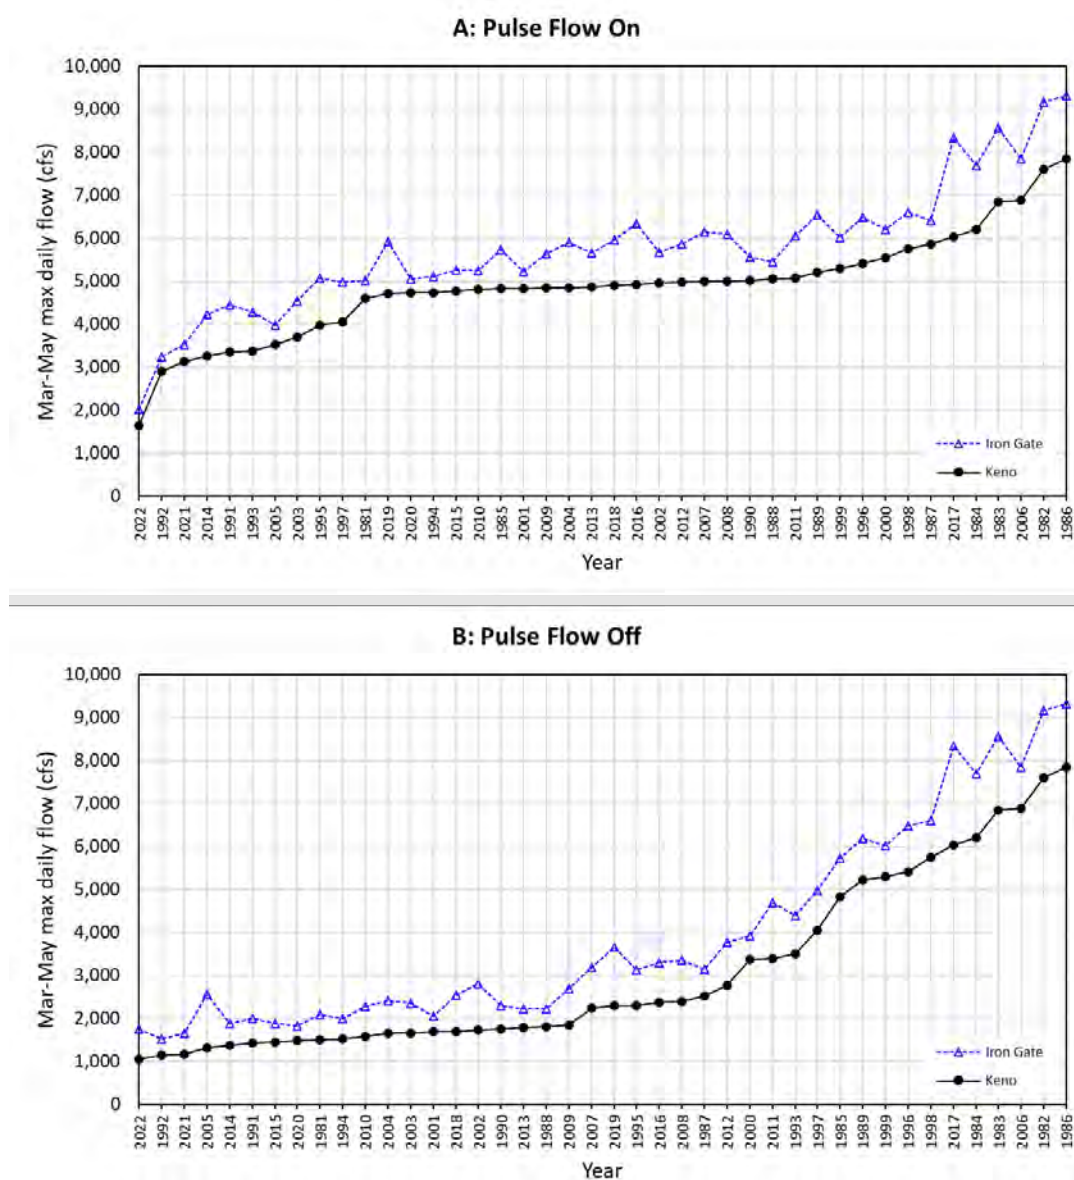 A: Pulse Flow On
Mar-May max daily flow (cfs)
10,000
9,000
8,000
7,000
6,000
5,000
4,000
3,000
2,000
1,000
0
Iron Gate
Keno
2022 1992 2021 2014 1991 1993 2005 2003 1995 1997 1981 2019 2020 1994 2015 2010 1985 2001 2009 2004 2013 2018 2016 2002 2012 2007 2008 1990 1988 2011 1989 1999 1996 2000 1998 1987 2017 1984 1983 2006 1982 1986
Year
B: Pulse Flow Off
Mar-May max daily flow (cfs)
10,000
9,000
8,000
7,000
6,000
5,000
4,000
3,000
2,000
1,000
0
Iron Gate
Keno
2022 1992 2021 2005 2014 1991 2015 2020 1981 1994 2010 2004 2003 2001 2018 2002 1990 2013 1988 2009 2007 2019 1995 2016 2008 1987 2012 2000 2011 1993 1997 1985 1989 1999 1996 1998 2017 1984 1983 2006 1982 1986
Year